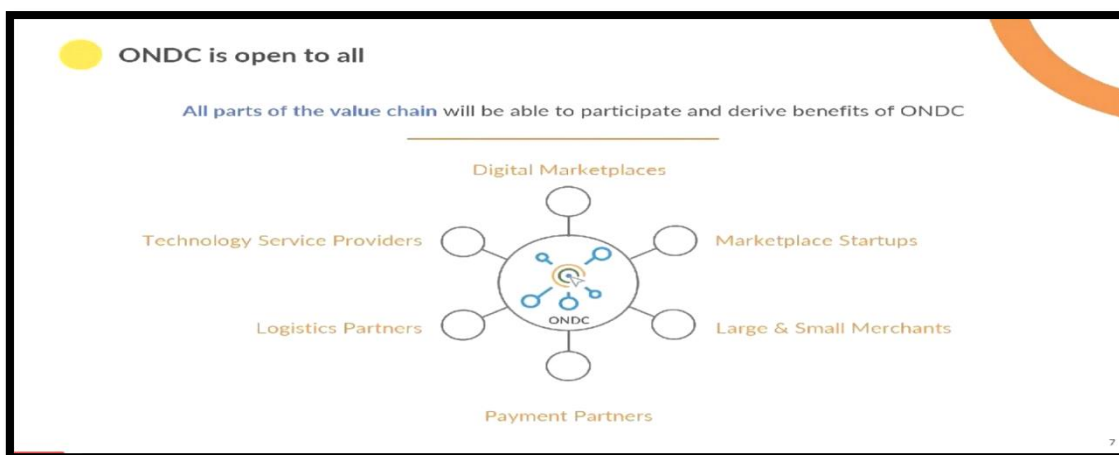 ONDC is open to all
All parts of the value chain will be able to participate and derive benefits of ONDC
Digital Marketplaces
Technology Service Providers
Marketplace Startups
ONDC
Logistics Partners
Large & Small Merchants
Payment Partners
7